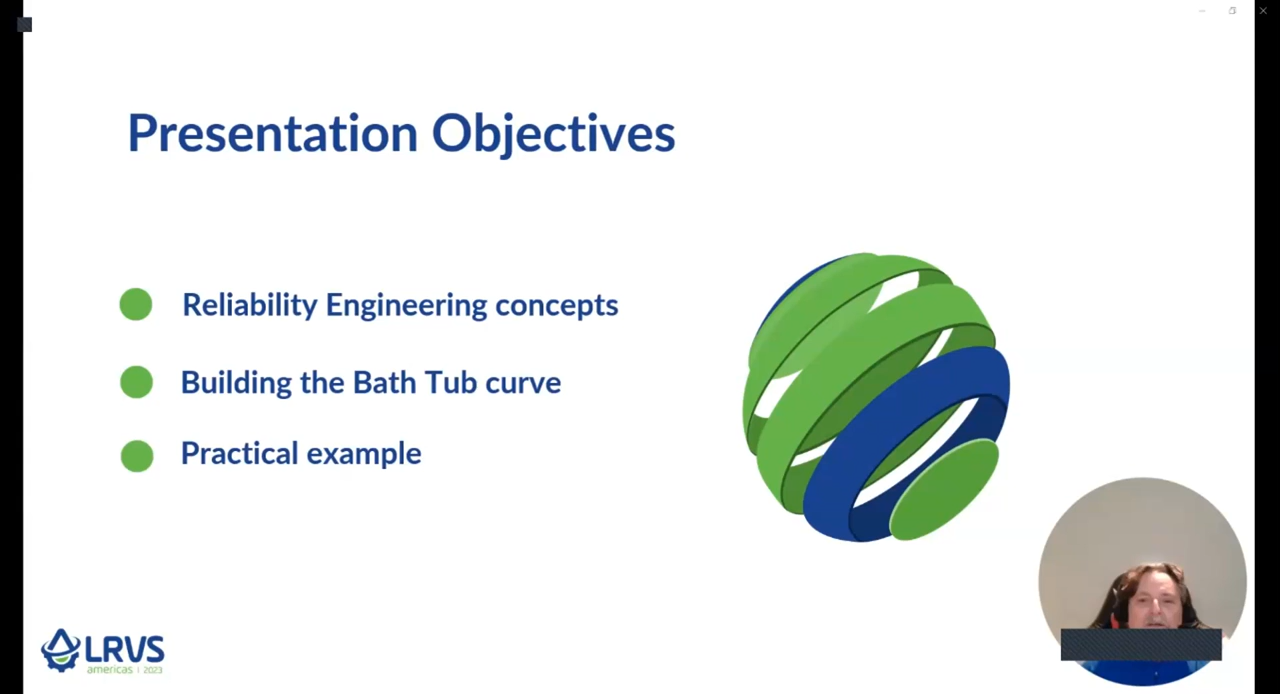 Presentation Objectives
Reliability Engineering concepts
Building the Bath Tub curve
Practical example
LRVS
americas | 2023